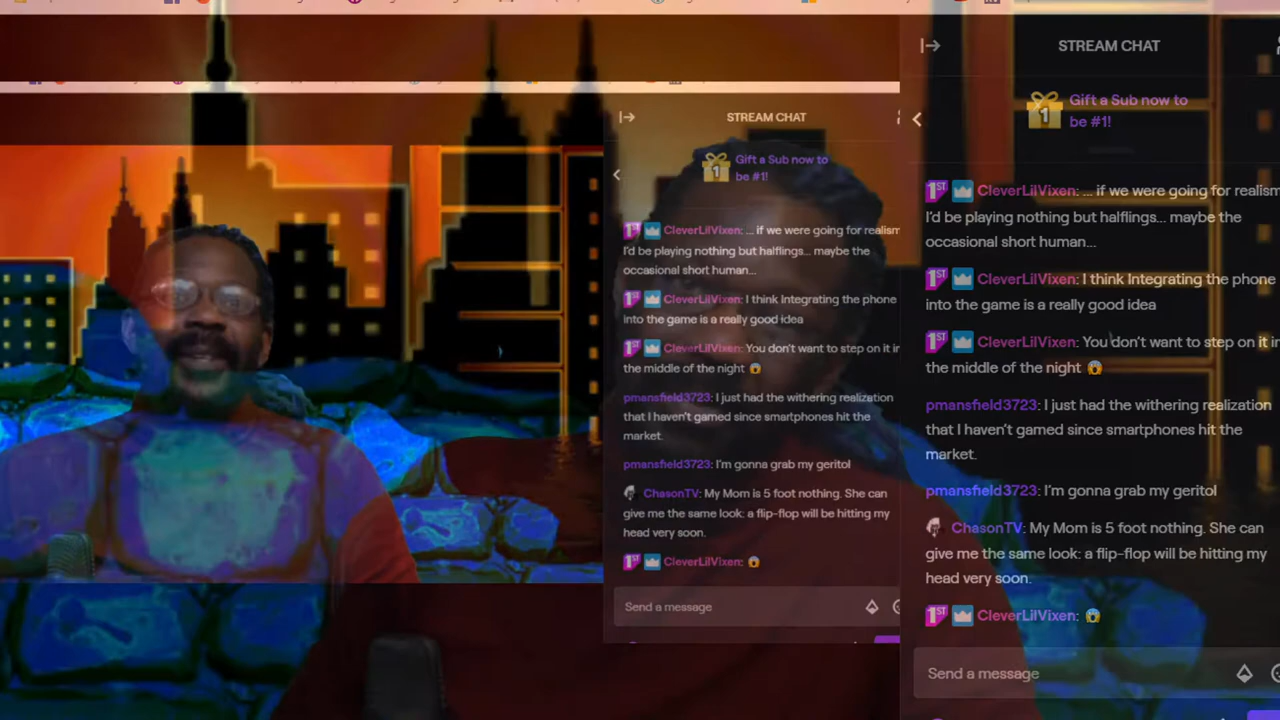 STREAM CHAT
Gift a Sub now to
be #1!
1
1ST CleverLilVixen: ... if we were going for realism
I'd be playing nothing but halflings... maybe the
occasional short human...
1ST CleverLilVixen: I think Integrating the phone
into the game is a really good idea
1ST CleverLilVixen: You don't want to step on it in
the middle of the night 😱
pmansfield3723: I just had the withering realization
that I haven't gamed since smartphones hit the
market.
pmansfield3723: I'm gonna grab my geritol
ChasonTV: My Mom is 5 foot nothing. She can
give me the same look: a flip-flop will be hitting my
head very soon.
1ST CleverLilVixen: 😱
Send a message
STREAM CHAT
Gift a Sub now to
be #1!
1
1ST CleverLilVixen: ... if we were going for realism
I'd be playing nothing but halflings... maybe the
occasional short human...
1ST CleverLilVixen: I think Integrating the phone
into the game is a really good idea
1ST CleverLilVixen: You don't want to step on it in
the middle of the night 😱
pmansfield3723: I just had the withering realization
that I haven't gamed since smartphones hit the
market.
pmansfield3723: I'm gonna grab my geritol
ChasonTV: My Mom is 5 foot nothing. She can
give me the same look: a flip-flop will be hitting my
head very soon.
1ST CleverLilVixen: 😱
Send a message